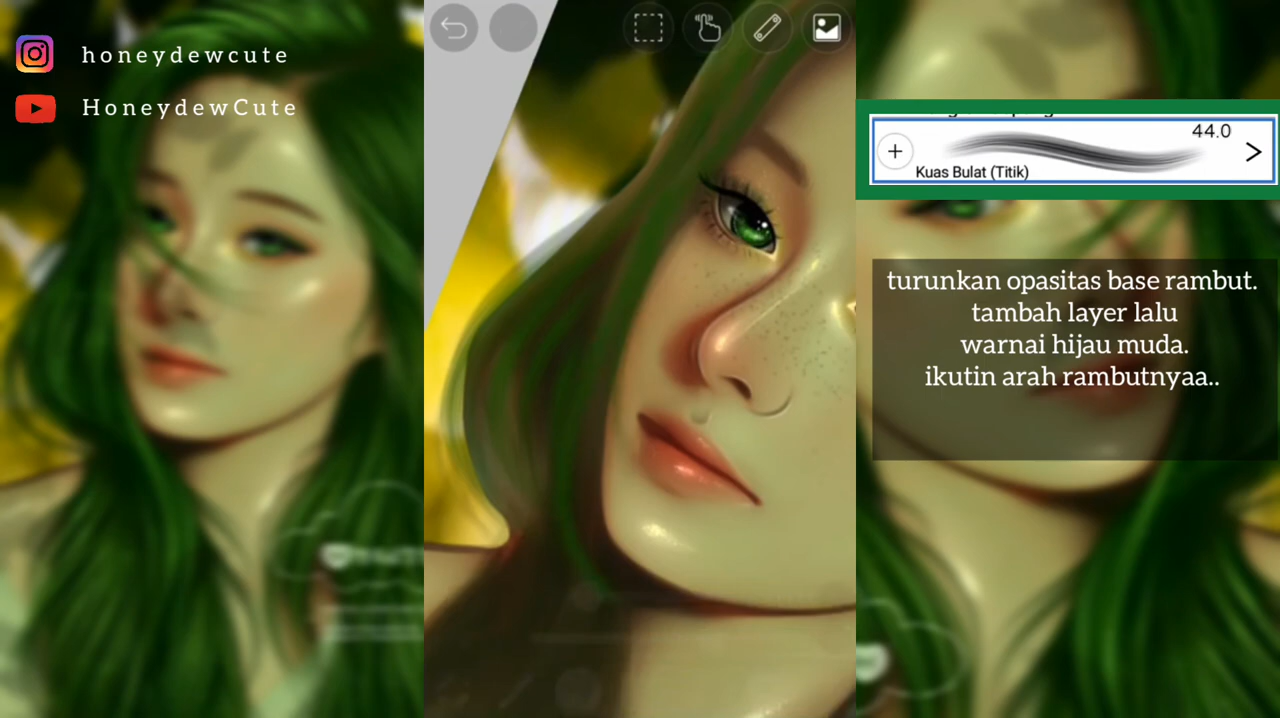 honeydewcute
HoneydewCute
44.0
Kuas Bulat (Titik)
turunkan opasitas base rambut.
tambah layer lalu
warnai hijau muda.
ikutin arah rambutnyaa..